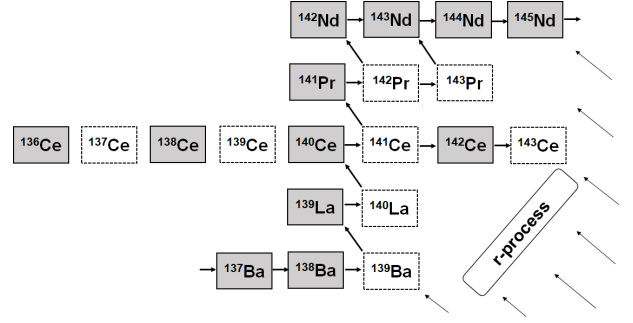 ¹⁴²Nd ¹⁴³Nd ¹⁴⁴Nd ¹⁴⁵Nd
¹⁴¹Pr ¹⁴²Pr ¹⁴³Pr
¹³⁶Ce ¹³⁷Ce ¹³⁸Ce ¹³⁹Ce ¹⁴⁰Ce ¹⁴¹Ce ¹⁴²Ce ¹⁴³Ce
¹³⁹La ¹⁴⁰La
r-process
¹³⁷Ba ¹³⁸Ba ¹³⁹Ba